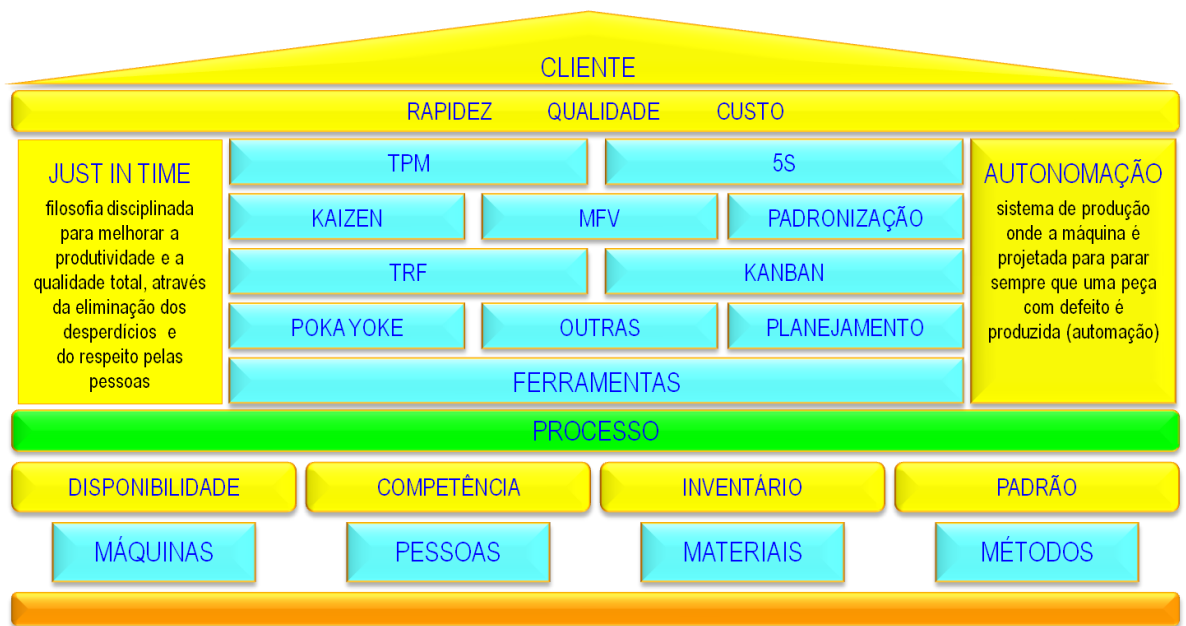 CLIENTE
RAPIDEZ QUALIDADE CUSTO
JUST IN TIME
filosofia disciplinada
para melhorar a
produtividade e a
qualidade total, através
da eliminação dos
desperdícios e
do respeito pelas
pessoas
TPM 5S
KAIZEN MFV PADRONIZAÇÃO
TRF KANBAN
POKA YOKE OUTRAS PLANEJAMENTO
FERRAMENTAS
AUTONOMAÇÃO
sistema de produção
onde a máquina é
projetada para parar
sempre que uma peça
com defeito é
produzida (automação)
PROCESSO
DISPONIBILIDADE COMPETÊNCIA INVENTÁRIO PADRÃO
MÁQUINAS PESSOAS MATERIAIS MÉTODOS